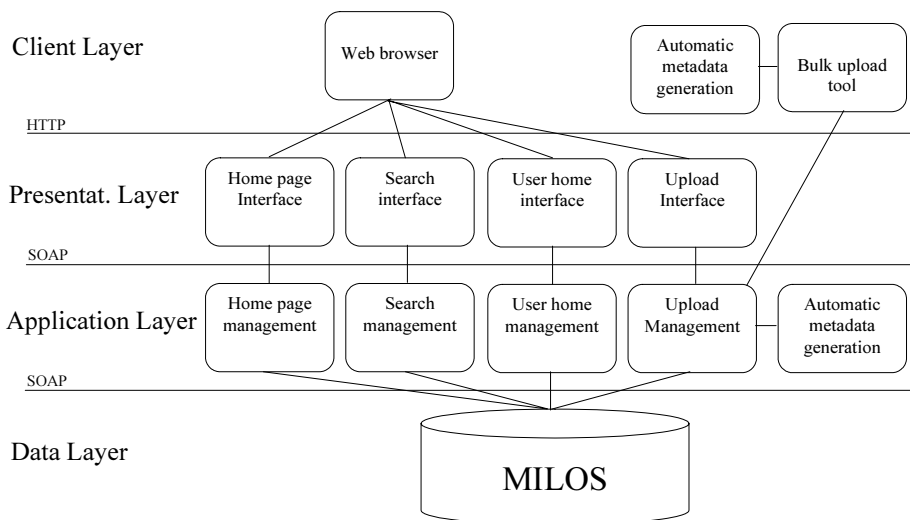 Client Layer
Web browser
Automatic
metadata
generation
Bulk upload
tool
HTTP
Presentat. Layer
Home page
Interface
Search
interface
User home
interface
Upload
Interface
SOAP
Application Layer
Home page
management
Search
management
User home
management
Upload
Management
Automatic
metadata
generation
SOAP
Data Layer
MILOS